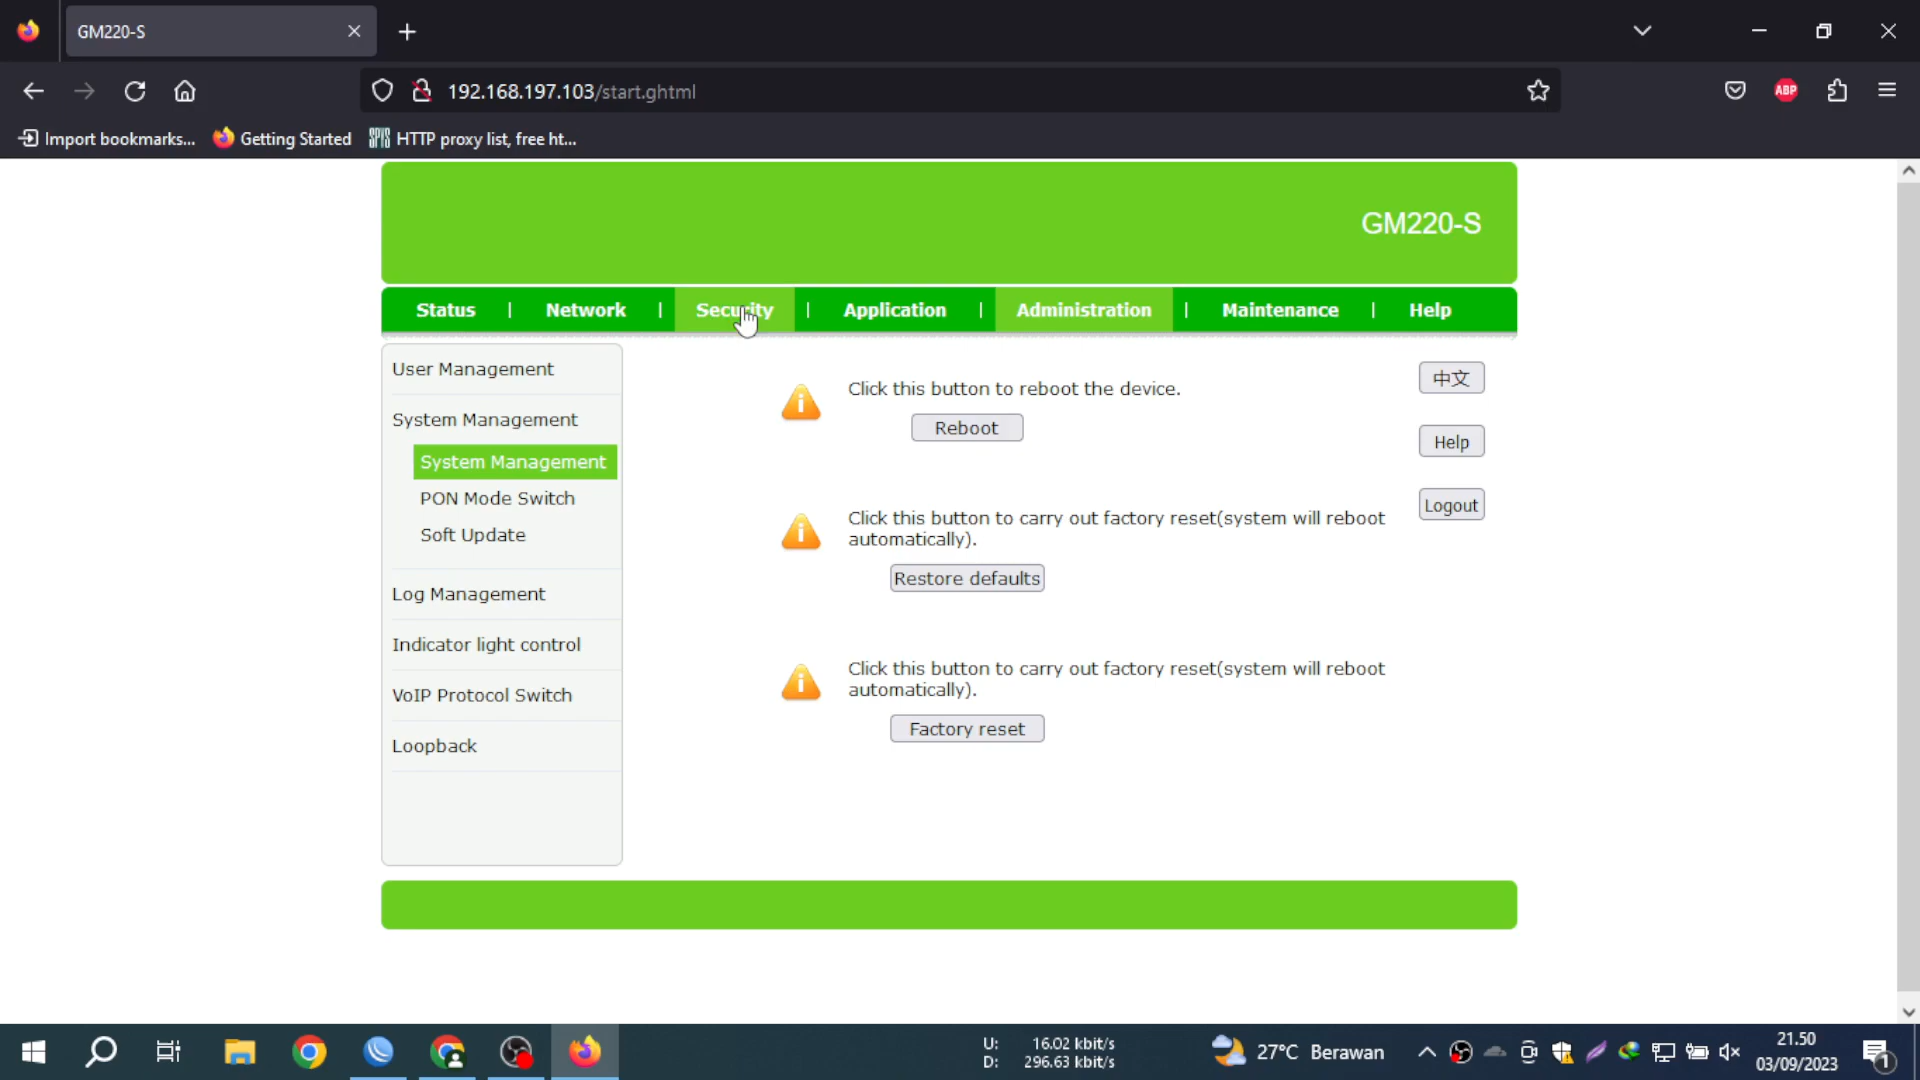 GM220-S
192.168.197.103/start.ghtml
ABP
Import bookmarks...
Getting Started
HTTP proxy list, free ht...
GM220-S
Status | Network | Security | Application | Administration | Maintenance | Help
User Management
System Management
System Management
PON Mode Switch
Soft Update
Log Management
Indicator light control
VoIP Protocol Switch
Loopback
Click this button to reboot the device.
Reboot
Click this button to carry out factory reset(system will reboot
automatically).
Restore defaults
Click this button to carry out factory reset(system will reboot
automatically).
Factory reset
中文
Help
Logout
U: 16.02 kbit/s
D: 296.63 kbit/s
27°C Berawan
21.50
03/09/2023
1